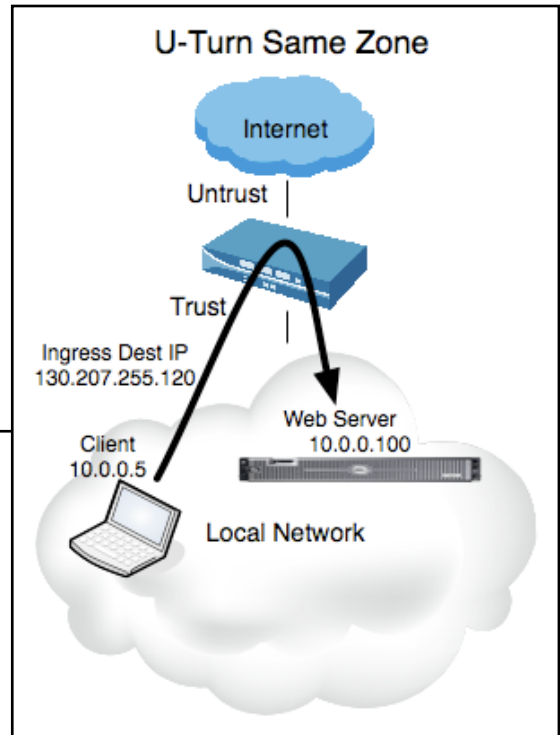 U-Turn Same Zone
Internet
Untrust
Trust
Ingress Dest IP
130.207.255.120
Web Server
10.0.0.100
Client
10.0.0.5
Local Network